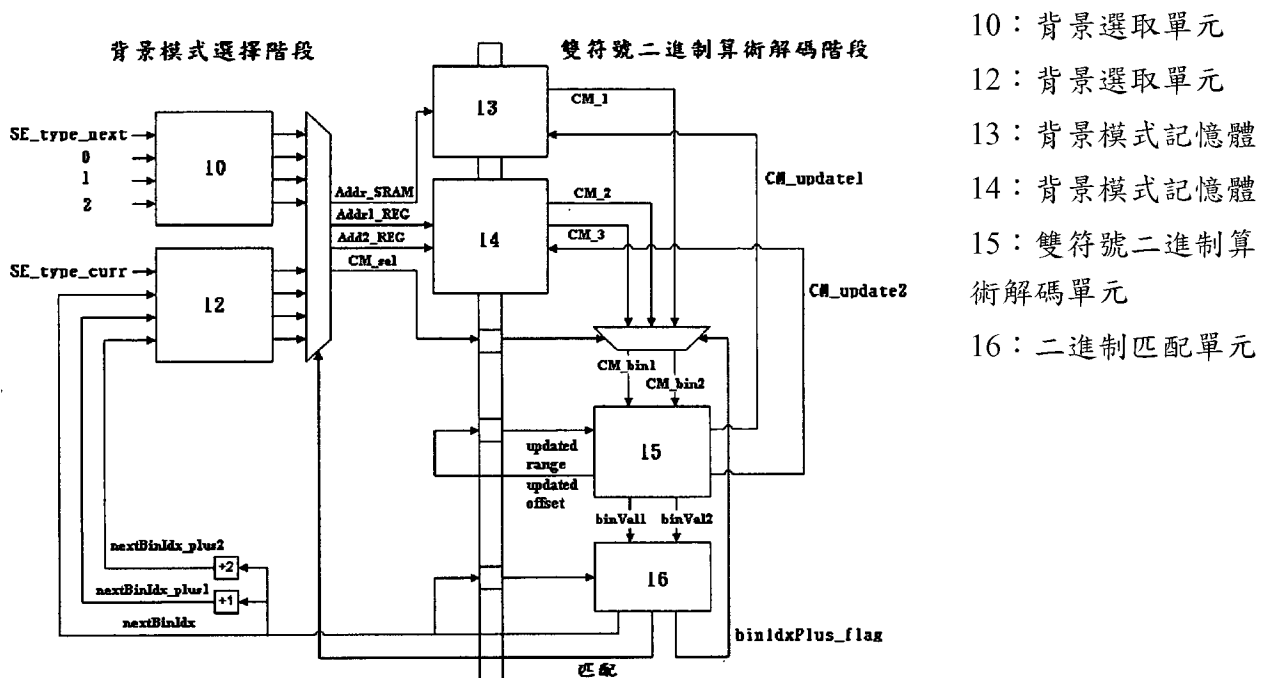 背景模式選擇階段
雙符號二進制算術解碼階段
SE_type_next
0
1
2
10
SE_type_curr
12
Addr_SRAM
Addr1_REG
Add2_REG
CM_sel
13
14
CM_1
CM_2
CM_3
CM_update1
CM_update2
CM_bin1
CM_bin2
15
updated
range
updated
offset
binVal1
binVal2
16
nextBinIdx_plus2
+2
nextBinIdx_plus1
+1
nextBinIdx
binIdxPlus_flag
匹配
10：背景選取單元
12：背景選取單元
13：背景模式記憶體
14：背景模式記憶體
15：雙符號二進制算
術解碼單元
16：二進制匹配單元